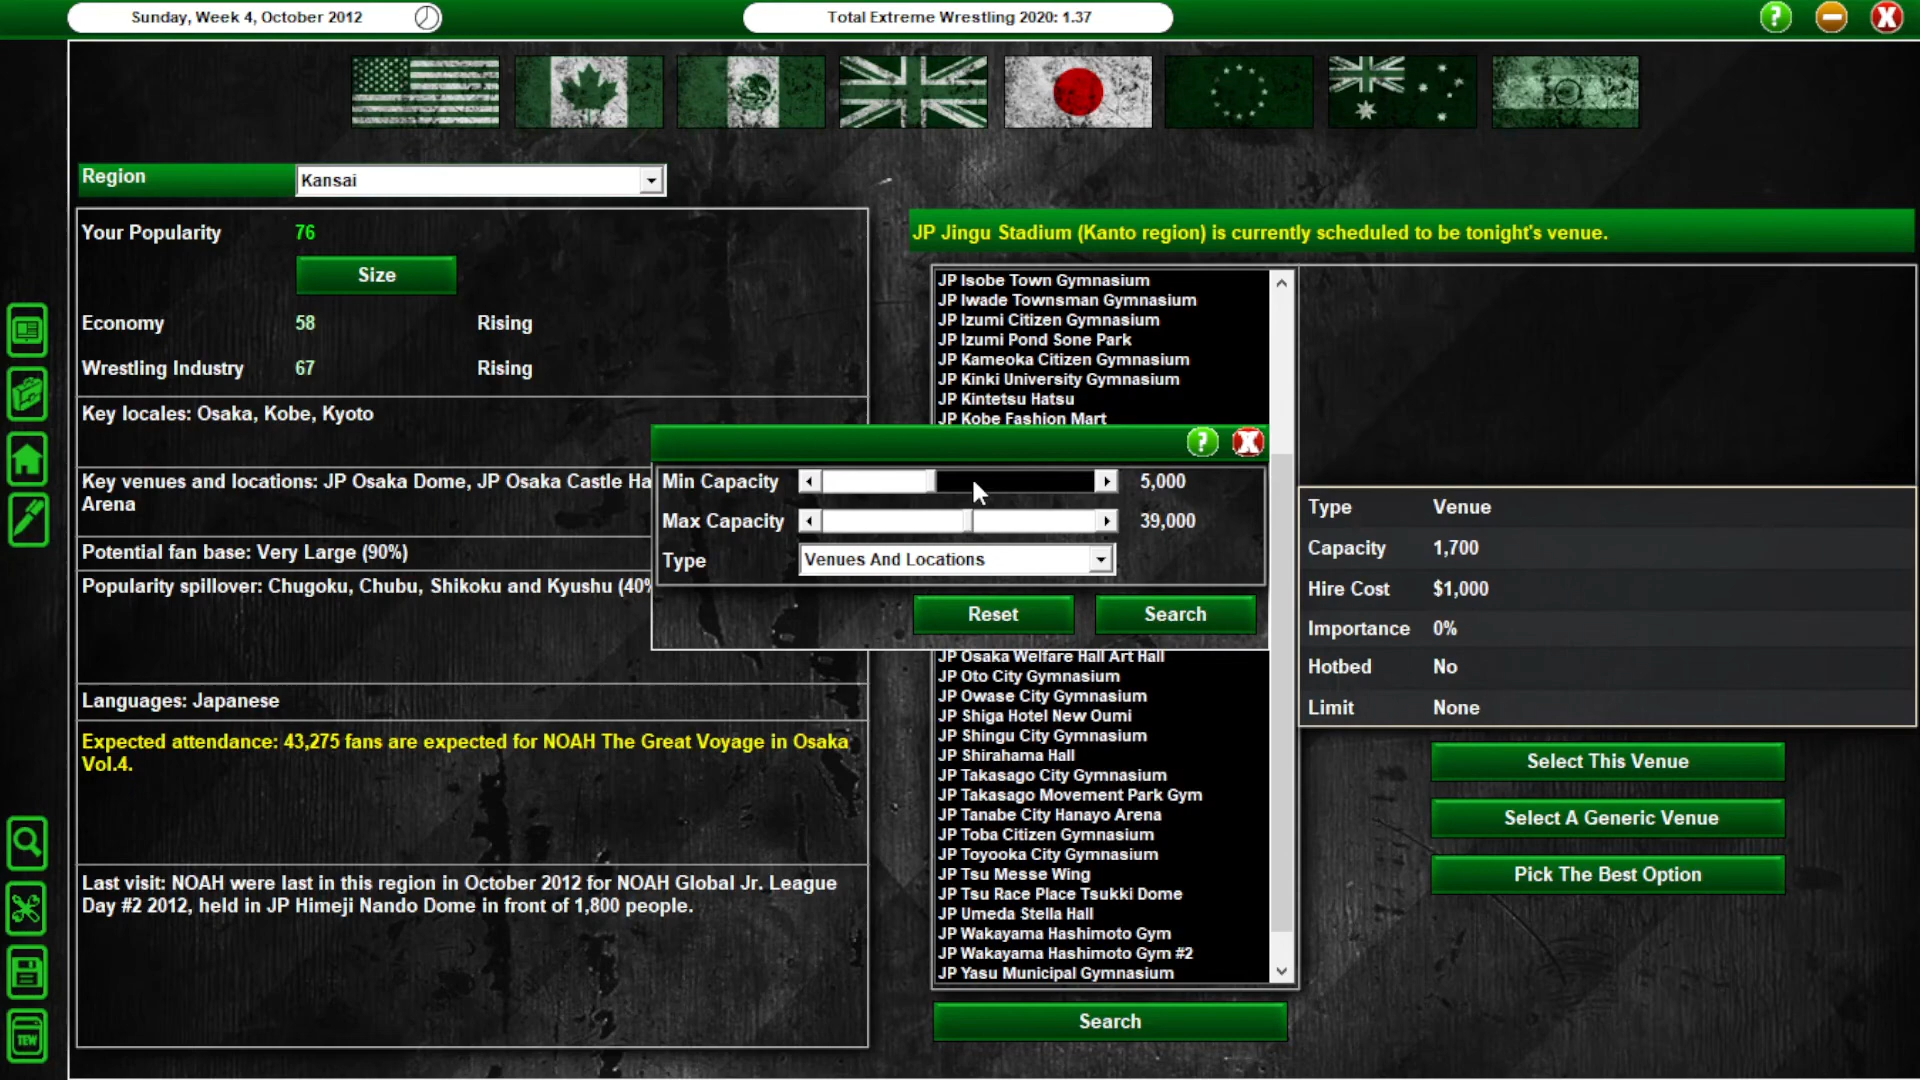 Sunday, Week 4, October 2012
Total Extreme Wrestling 2020: 1.37
Region
Kansai
Your Popularity 76
Size
Economy 58 Rising
Wrestling Industry 67 Rising
Key locales: Osaka, Kobe, Kyoto
Key venues and locations: JP Osaka Dome, JP Osaka Castle Ha
Arena
Potential fan base: Very Large (90%)
Popularity spillover: Chugoku, Chubu, Shikoku and Kyushu (40%
Languages: Japanese
Expected attendance: 43,275 fans are expected for NOAH The Great Voyage in Osaka
Vol.4.
Last visit: NOAH were last in this region in October 2012 for NOAH Global Jr. League
Day #2 2012, held in JP Himeji Nando Dome in front of 1,800 people.
JP Jingu Stadium (Kanto region) is currently scheduled to be tonight's venue.
JP Isobe Town Gymnasium
JP Iwade Townsman Gymnasium
JP Izumi Citizen Gymnasium
JP Izumi Pond Sone Park
JP Kameoka Citizen Gymnasium
JP Kinki University Gymnasium
JP Kintetsu Hatsu
JP Kobe Fashion Mart
Min Capacity 5,000
Max Capacity 39,000
Type Venues And Locations
Reset
Search
JP Osaka Welfare Hall Art Hall
JP Oto City Gymnasium
JP Owase City Gymnasium
JP Shiga Hotel New Oumi
JP Shingu City Gymnasium
JP Shirahama Hall
JP Takasago City Gymnasium
JP Takasago Movement Park Gym
JP Tanabe City Hanayo Arena
JP Toba Citizen Gymnasium
JP Toyooka City Gymnasium
JP Tsu Messe Wing
JP Tsu Race Place Tsukki Dome
JP Umeda Stella Hall
JP Wakayama Hashimoto Gym
JP Wakayama Hashimoto Gym #2
JP Yasu Municipal Gymnasium
Search
Type Venue
Capacity 1,700
Hire Cost $1,000
Importance 0%
Hotbed No
Limit None
Select This Venue
Select A Generic Venue
Pick The Best Option
TEW